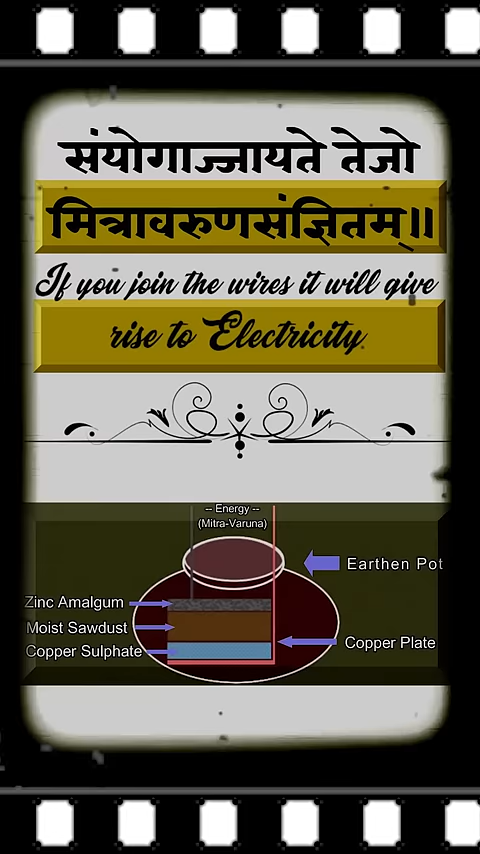 संयोगाज्जायते तेजो
मित्रावरुणसंज्ञितम्॥
If you join the wires it will give
rise to Electricity.
-- Energy --
(Mitra-Varuna)
Earthen Pot
Zinc Amalgum
Moist Sawdust
Copper Plate
Copper Sulphate